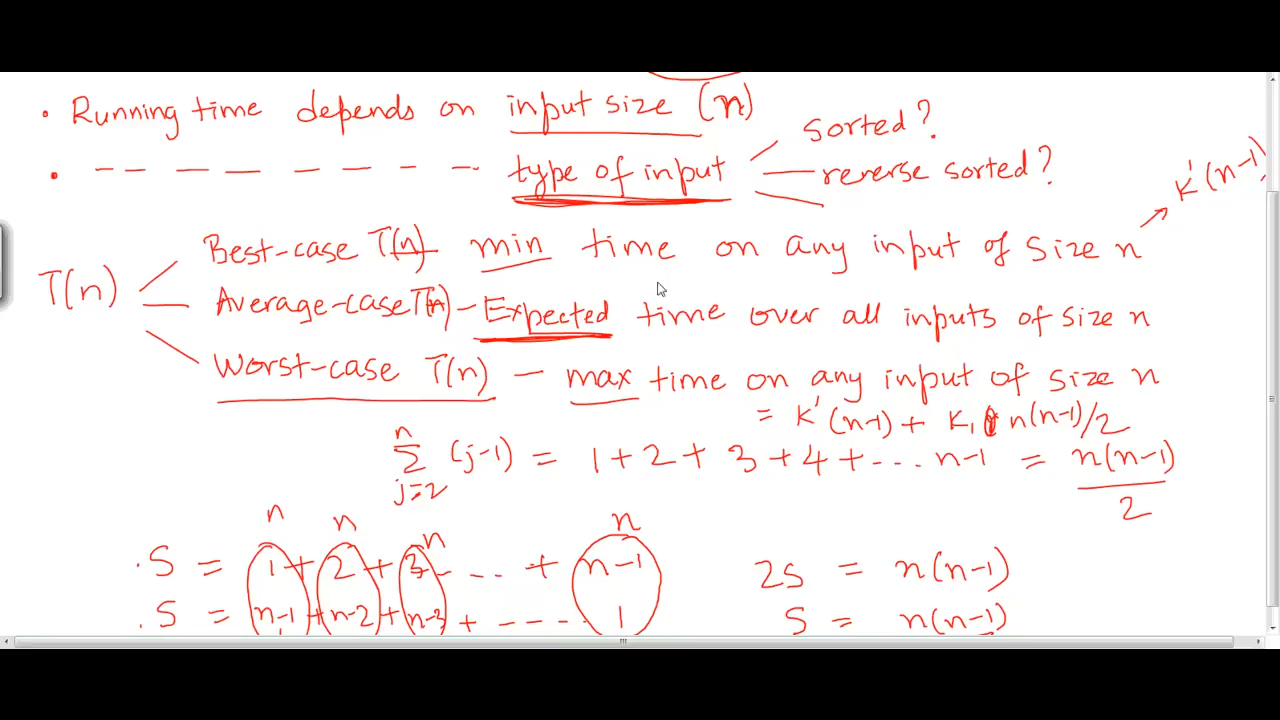 • Running time depends on input size (n)
sorted?
• -- -- -- - - - - type of input
reverse sorted?
k'(n-1)
Best-case T(n) min time on any input of size n
T(n)
Average-case T(n) - Expected time over all inputs of size n
Worst-case T(n) - max time on any input of size n
= k'(n-1) + k₁ n(n-1)/2
n
∑ (j-1) = 1+2+3+4+... n-1 = n(n-1)
j=2 2
n n n n
.S = 1+2+3- .. + n-1
2S = n(n-1)
.S = n-1+n-2+n-3 + ---- 1
S = n(n-1)